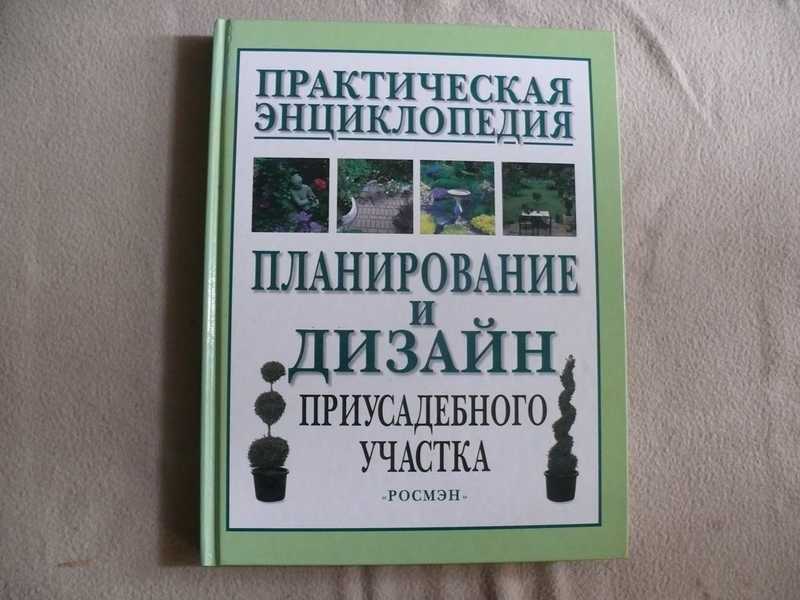 ПРАКТИЧЕСКАЯ
ЭНЦИКЛОПЕДИЯ
ПЛАНИРОВАНИЕ
и
ДИЗАЙН
ПРИУСАДЕБНОГО
УЧАСТКА
«РОСМЭН»